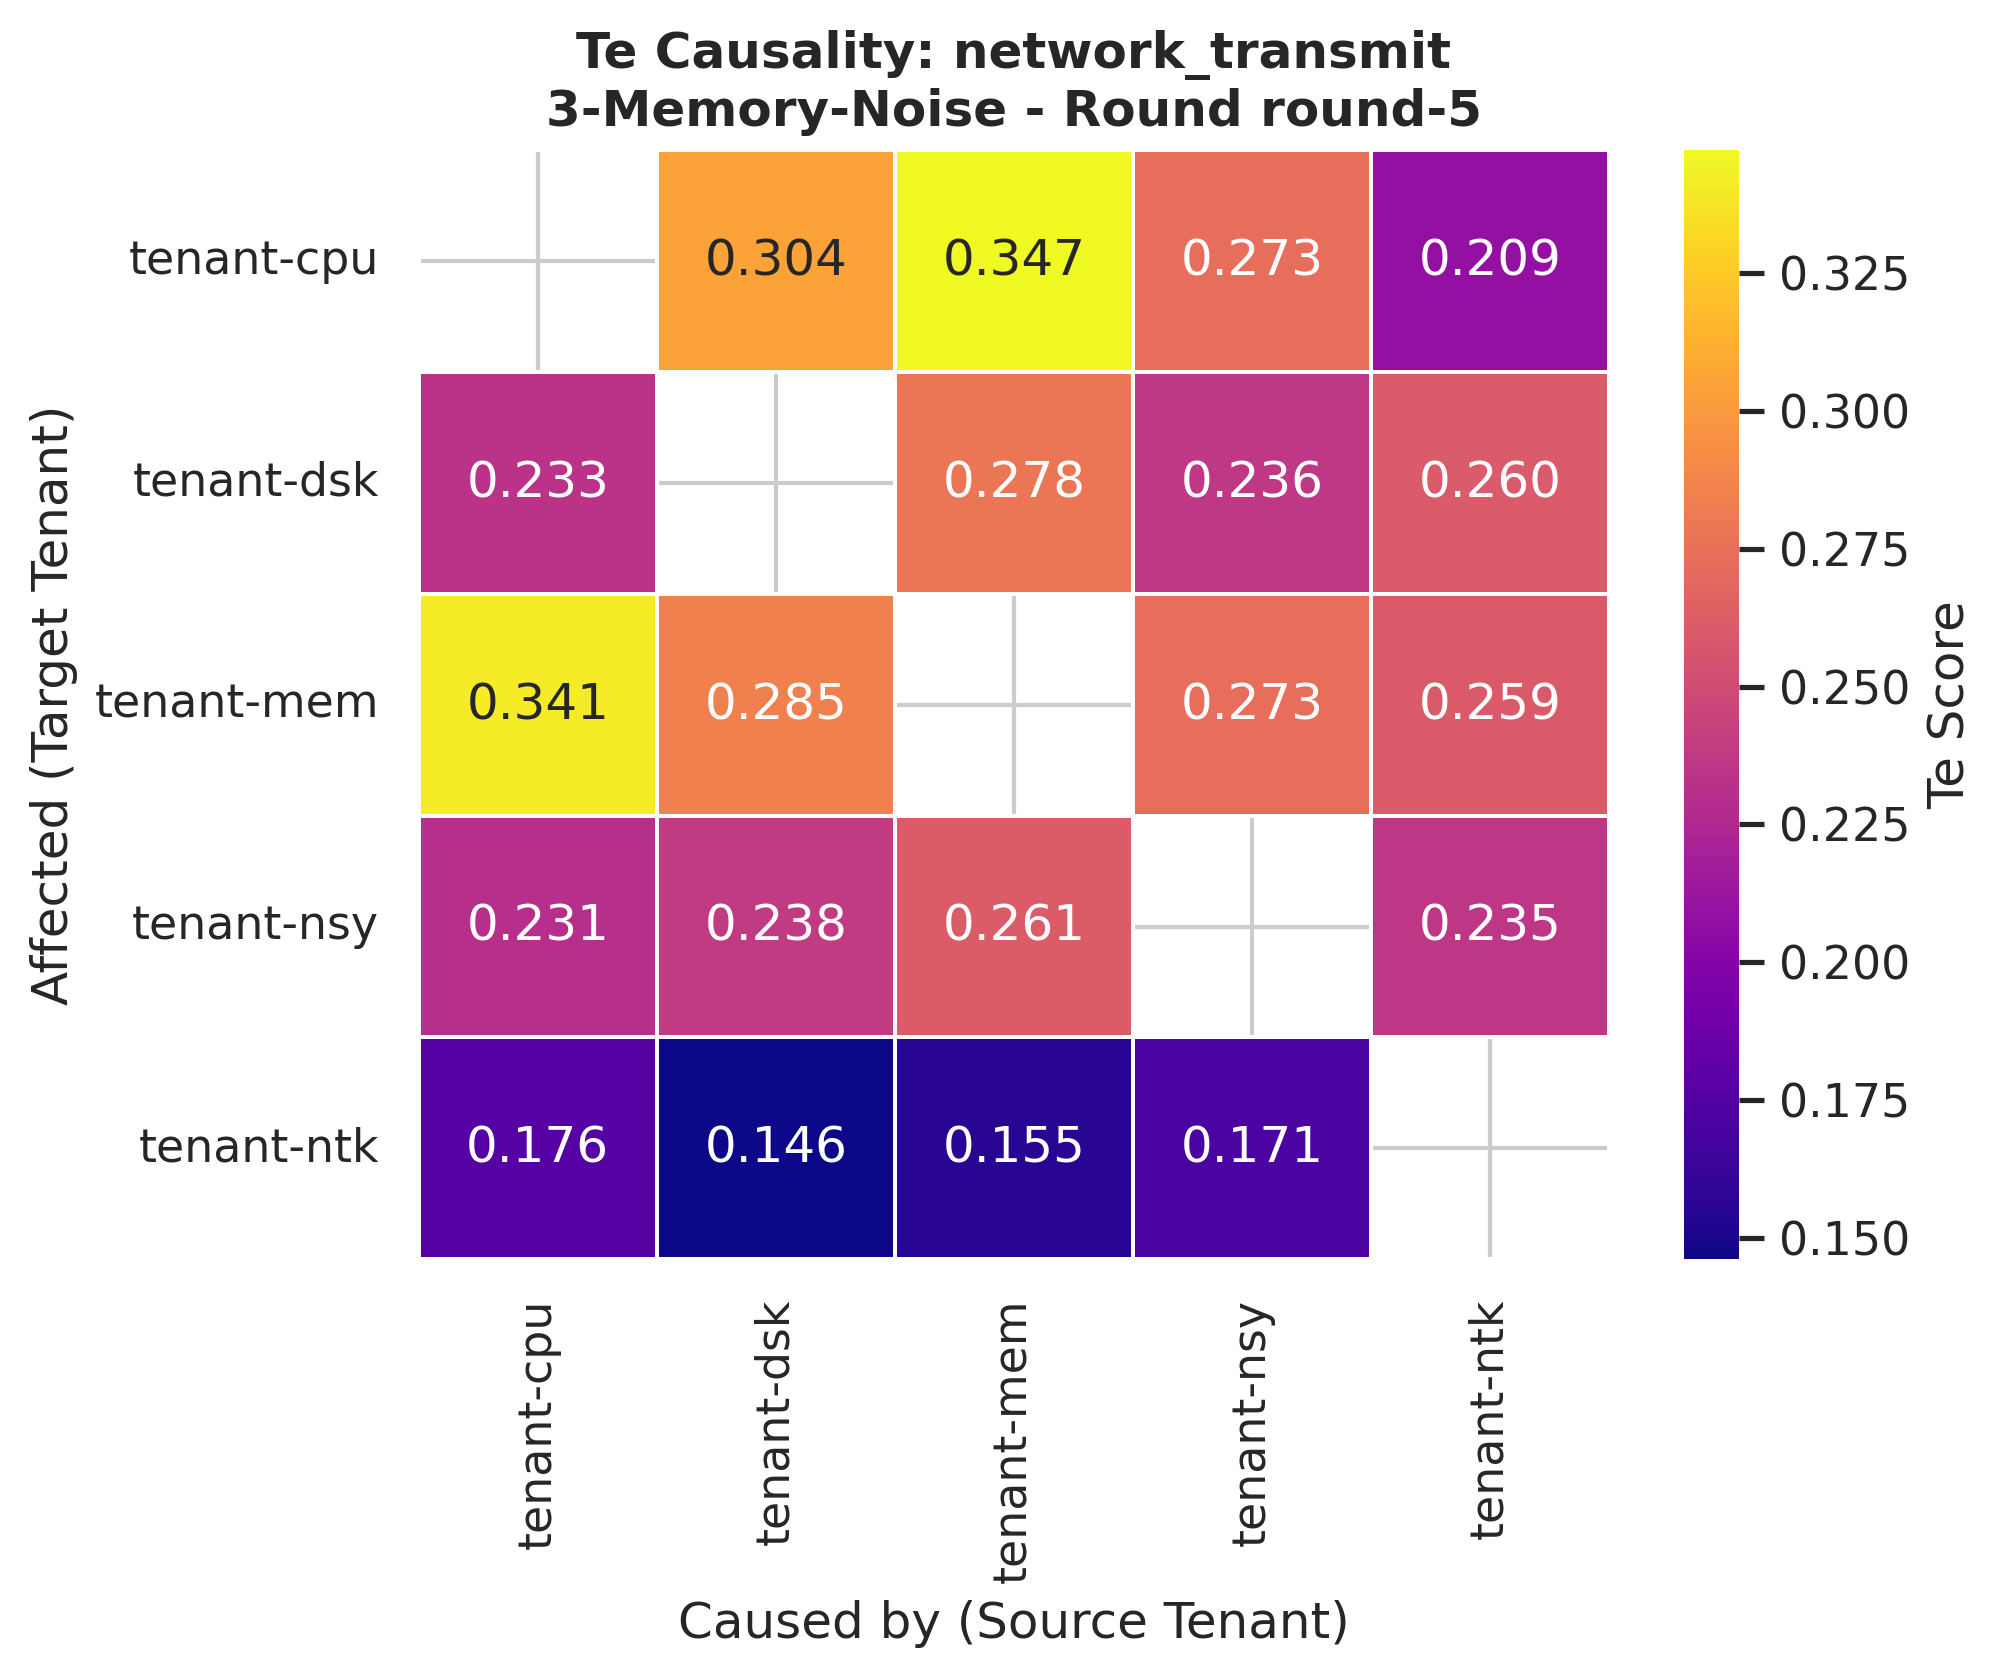 Te Causality: network_transmit
3-Memory-Noise - Round round-5
Affected (Target Tenant)
tenant-cpu 0.304 0.347 0.273 0.209
tenant-dsk 0.233 0.278 0.236 0.260
tenant-mem 0.341 0.285 0.273 0.259
tenant-nsy 0.231 0.238 0.261 0.235
tenant-ntk 0.176 0.146 0.155 0.171
tenant-cpu
tenant-dsk
tenant-mem
tenant-nsy
tenant-ntk
Caused by (Source Tenant)
0.325
0.300
0.275
0.250
0.225
0.200
0.175
0.150
Te Score